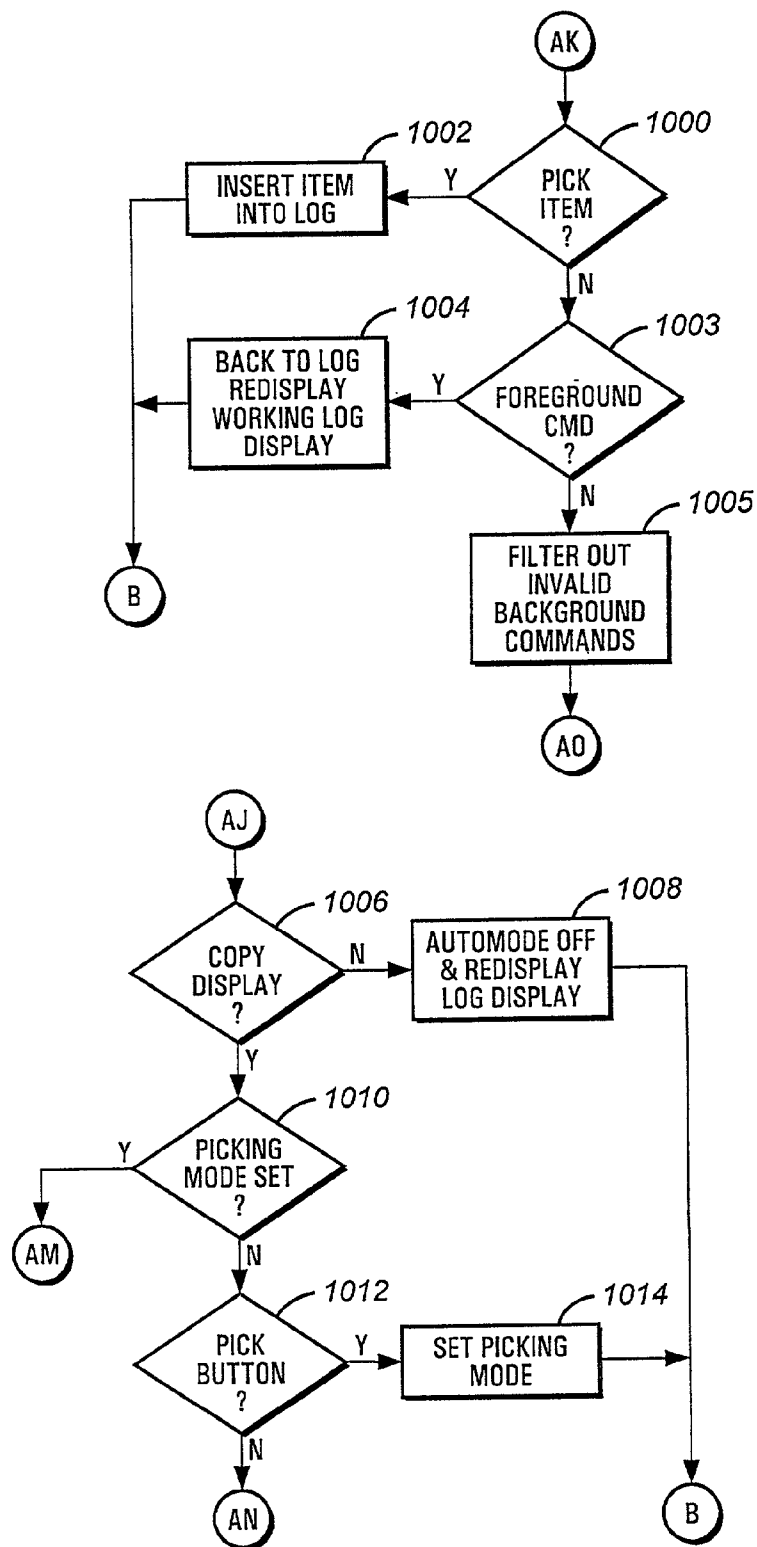 AK
1000
PICK
ITEM
?
Y
1002
INSERT ITEM
INTO LOG
N
1003
FOREGROUND
CMD
?
Y
1004
BACK TO LOG
REDISPLAY
WORKING LOG
DISPLAY
N
B
1005
FILTER OUT
INVALID
BACKGROUND
COMMANDS
AO
AJ
1006
COPY
DISPLAY
?
N
1008
AUTOMODE OFF
& REDISPLAY
LOG DISPLAY
Y
1010
PICKING
MODE SET
?
Y
AM
N
1012
PICK
BUTTON
?
Y
1014
SET PICKING
MODE
N
AN
B